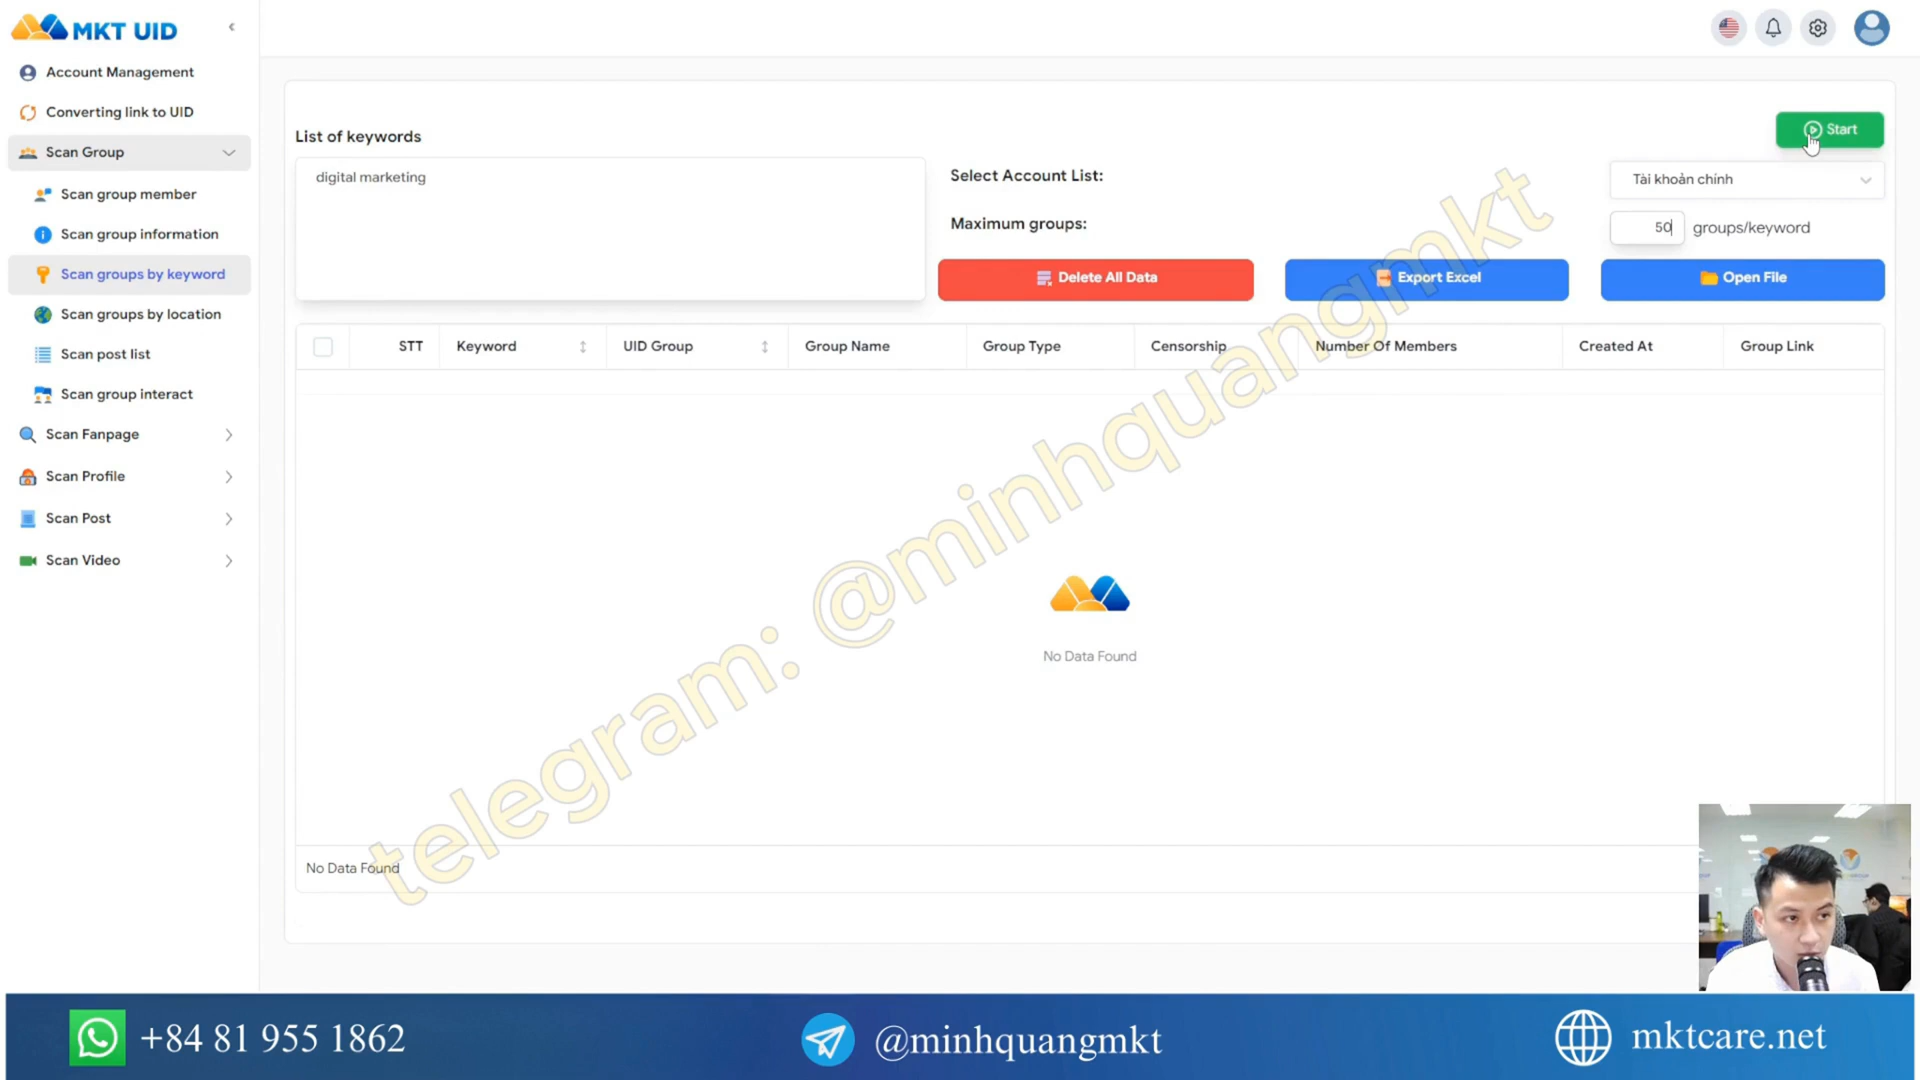 MKT UID
Account Management
Converting link to UID
Scan Group
Scan group member
Scan group information
Scan groups by keyword
Scan groups by location
Scan post list
Scan group interact
Scan Fanpage
Scan Profile
Scan Post
Scan Video
List of keywords
digital marketing
Start
Select Account List:
Tài khoản chính
Maximum groups:
50 groups/keyword
Delete All Data
Export Excel
Open File
STT Keyword UID Group Group Name Group Type Censorship Number Of Members Created At Group Link
No Data Found
No Data Found
telegram: @minhquangmkt
+84 81 955 1862
@minhquangmkt
mktcare.net